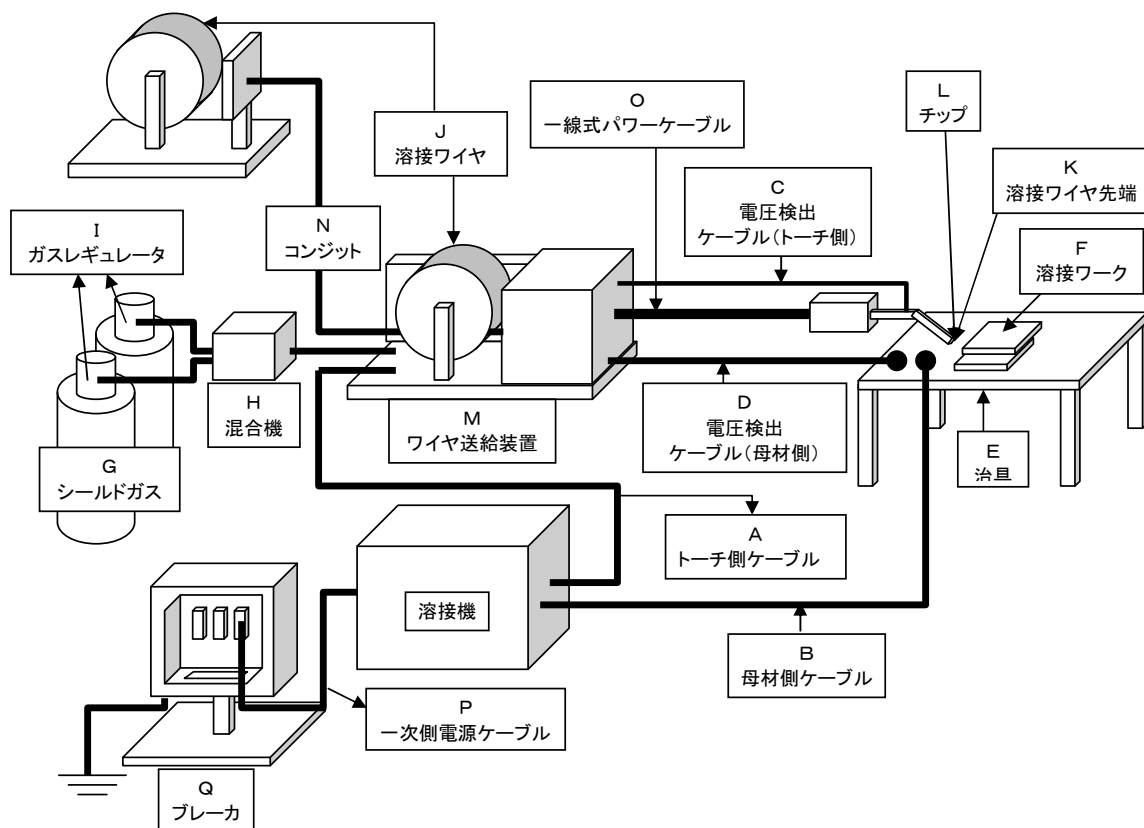 J
溶接ワイヤ
O
一線式パワーケーブル
L
チップ
C
電圧検出
ケーブル(トーチ側)
K
溶接ワイヤ先端
I
ガスレギュレータ
N
コンジット
F
溶接ワーク
H
混合機
M
ワイヤ送給装置
D
電圧検出
ケーブル(母材側)
E
治具
G
シールドガス
A
トーチ側ケーブル
溶接機
B
母材側ケーブル
P
一次側電源ケーブル
Q
ブレーカ